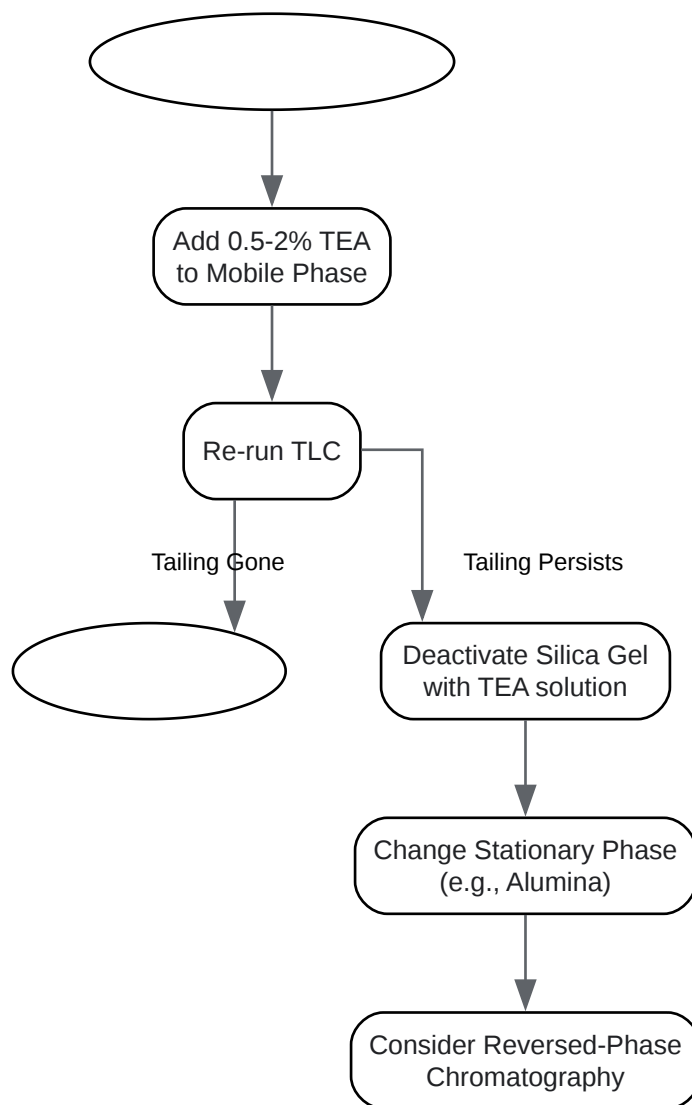 Add 0.5-2% TEA
to Mobile Phase
Re-run TLC
Tailing Gone
Tailing Persists
Deactivate Silica Gel
with TEA solution
Change Stationary Phase
(e.g., Alumina)
Consider Reversed-Phase
Chromatography